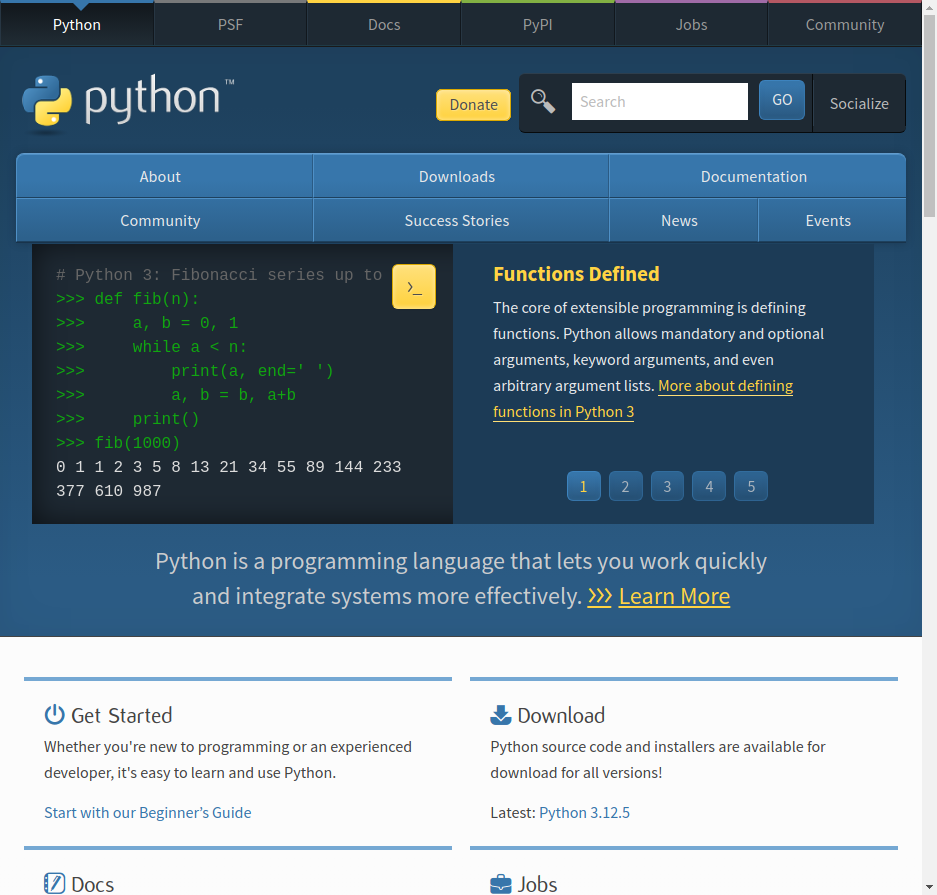 Python PSF Docs PyPI Jobs Community
python™
Donate Search GO Socialize
About Downloads Documentation
Community Success Stories News Events
# Python 3: Fibonacci series up to
>>> def fib(n):
>>>     a, b = 0, 1
>>>     while a < n:
>>>         print(a, end=' ')
>>>         a, b = b, a+b
>>>     print()
>>> fib(1000)
0 1 1 2 3 5 8 13 21 34 55 89 144 233
377 610 987
>_
Functions Defined
The core of extensible programming is defining
functions. Python allows mandatory and optional
arguments, keyword arguments, and even
arbitrary argument lists. More about defining
functions in Python 3
1 2 3 4 5
Python is a programming language that lets you work quickly
and integrate systems more effectively. >>> Learn More
Get Started
Whether you're new to programming or an experienced
developer, it's easy to learn and use Python.
Start with our Beginner’s Guide
Download
Python source code and installers are available for
download for all versions!
Latest: Python 3.12.5
Docs
Jobs